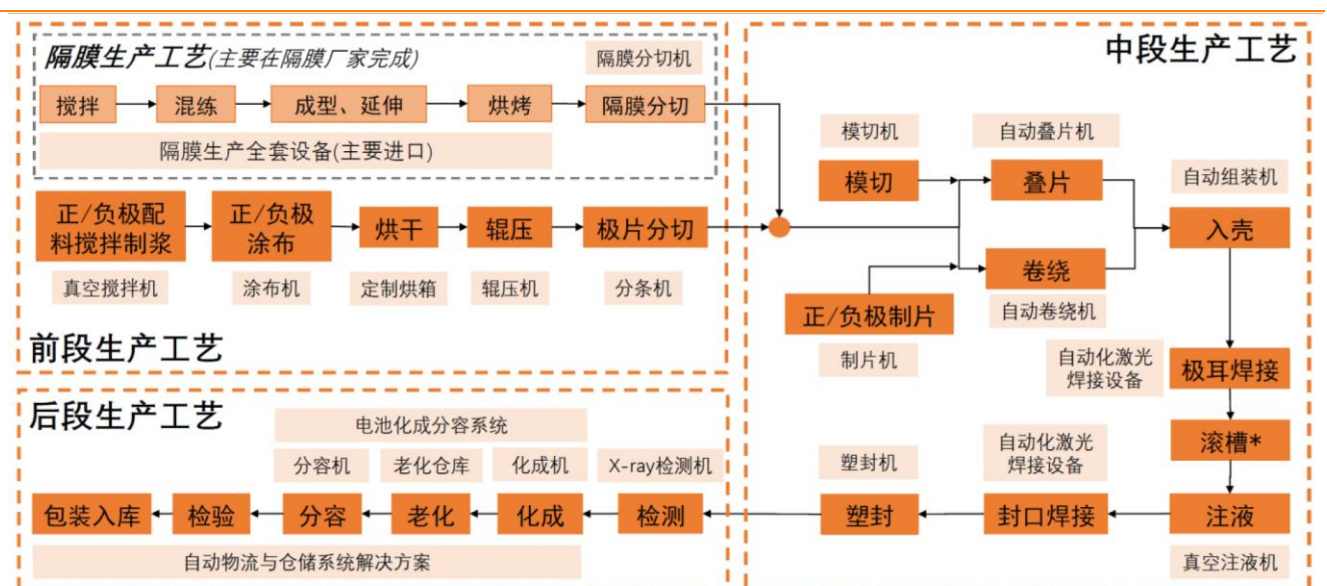 隔膜生产工艺(主要在隔膜厂家完成)
隔膜分切机
搅拌
混练
成型、延伸
烘烤
隔膜分切
隔膜生产全套设备(主要进口)
正/负极配
料搅拌制浆
正/负极
涂布
烘干
辊压
极片分切
真空搅拌机
涂布机
定制烘箱
辊压机
分条机
前段生产工艺
中段生产工艺
模切机
自动叠片机
模切
叠片
自动组装机
入壳
卷绕
正/负极制片
自动卷绕机
制片机
自动化激光
焊接设备
极耳焊接
滚槽*
塑封机
自动化激光
焊接设备
塑封
封口焊接
注液
真空注液机
后段生产工艺
电池化成分容系统
分容机
老化仓库
化成机
X-ray检测机
包装入库
检验
分容
老化
化成
检测
自动物流与仓储系统解决方案